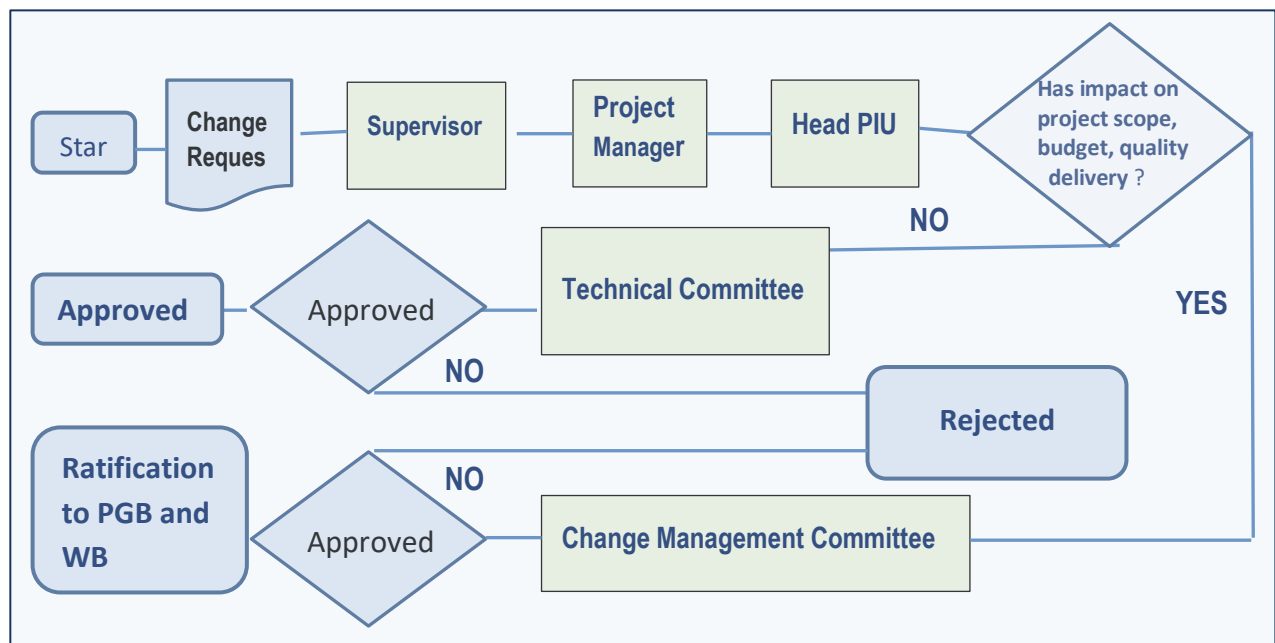 Star
Change
Reques
Supervisor
Project
Manager
Head PIU
Has impact on
project scope,
budget, quality
delivery ?
NO
YES
Approved
Approved
Technical Committee
NO
Rejected
Ratification
to PGB and
WB
Approved
NO
Change Management Committee